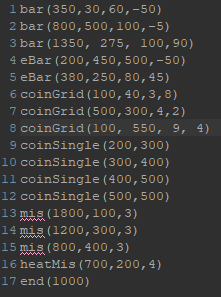 1 bar(350,30,60,-50)
2 bar(800,500,100,-5)
3 bar(1350, 275, 100,90)
4 eBar(200,450,500,-50)
5 eBar(380,250,80,45)
6 coinGrid(100,40,3,8)
7 coinGrid(500,300,4,2)
8 coinGrid(100, 550, 9, 4)
9 coinSingle(200,300)
10 coinSingle(300,400)
11 coinSingle(400,500)
12 coinSingle(500,500)
13 mis(1800,100,3)
14 mis(1200,300,3)
15 mis(800,400,3)
16 heatMis(700,200,4)
17 end(1000)